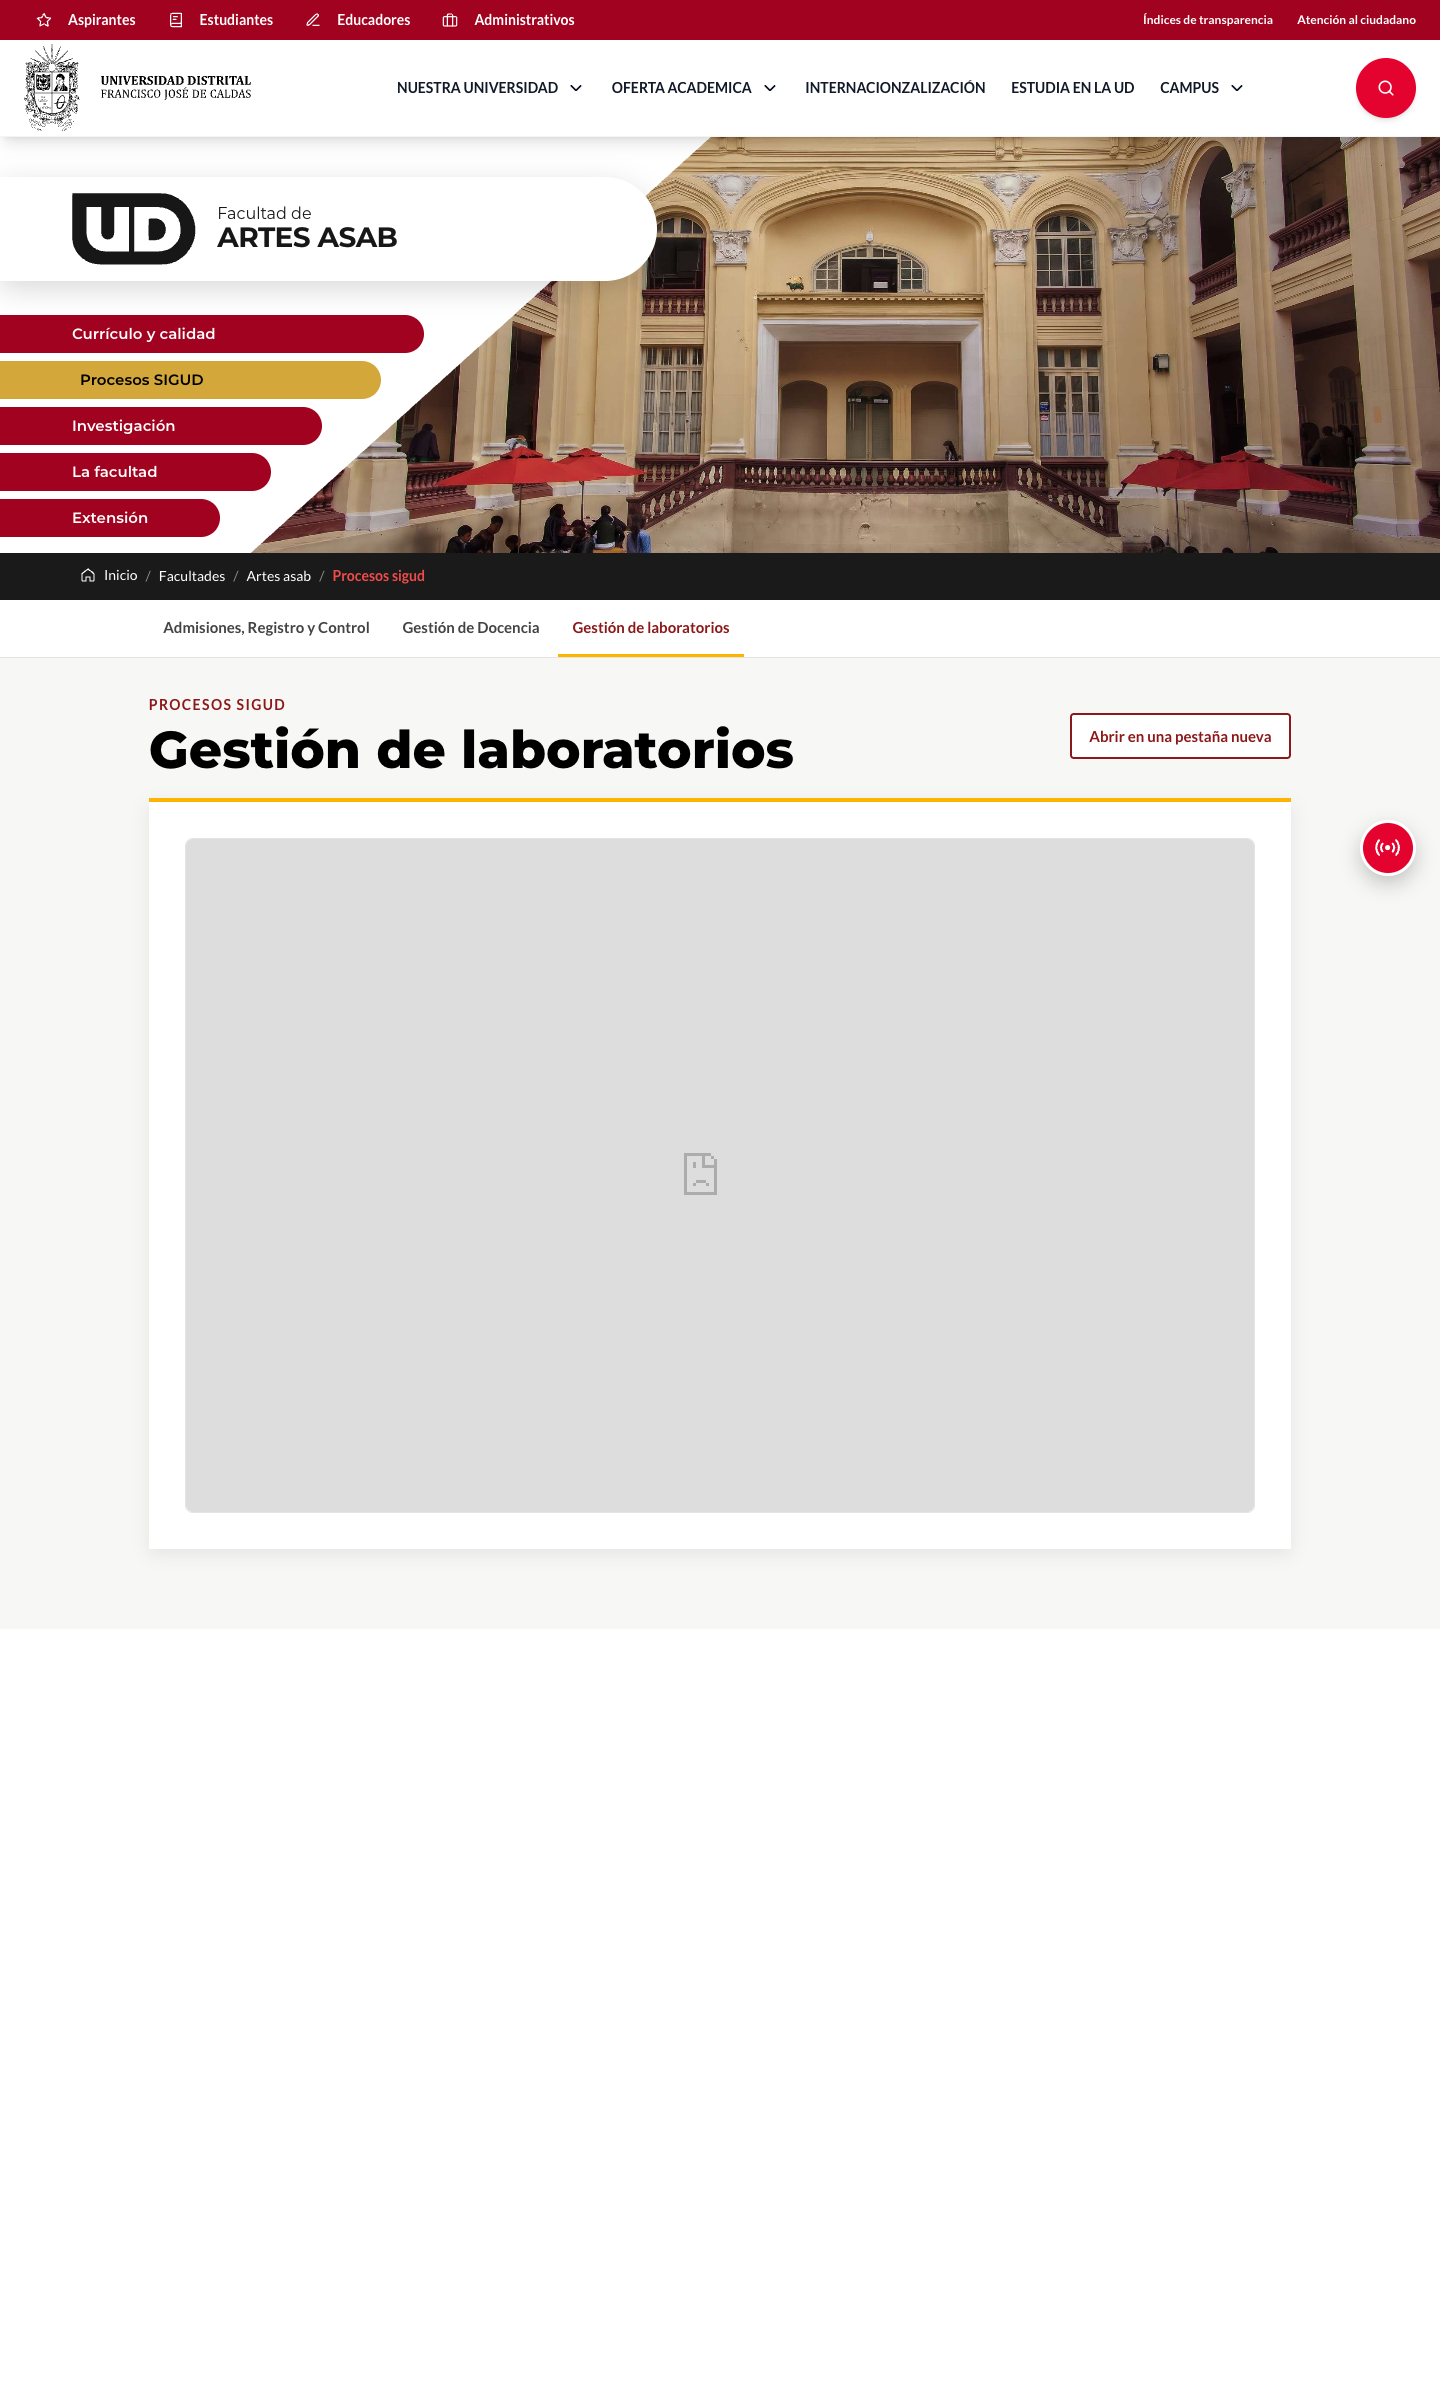 Aspirantes
Estudiantes
Educadores
Administrativos
Índices de transparencia
Atención al ciudadano
UNIVERSIDAD DISTRITAL
FRANCISCO JOSÉ DE CALDAS
NUESTRA UNIVERSIDAD
OFERTA ACADEMICA
INTERNACIONZALIZACIÓN
ESTUDIA EN LA UD
CAMPUS
UD
Facultad de
ARTES ASAB
Currículo y calidad
Procesos SIGUD
Investigación
La facultad
Extensión
Inicio / Facultades / Artes asab / Procesos sigud
Admisiones, Registro y Control
Gestión de Docencia
Gestión de laboratorios
PROCESOS SIGUD
Gestión de laboratorios
Abrir en una pestaña nueva